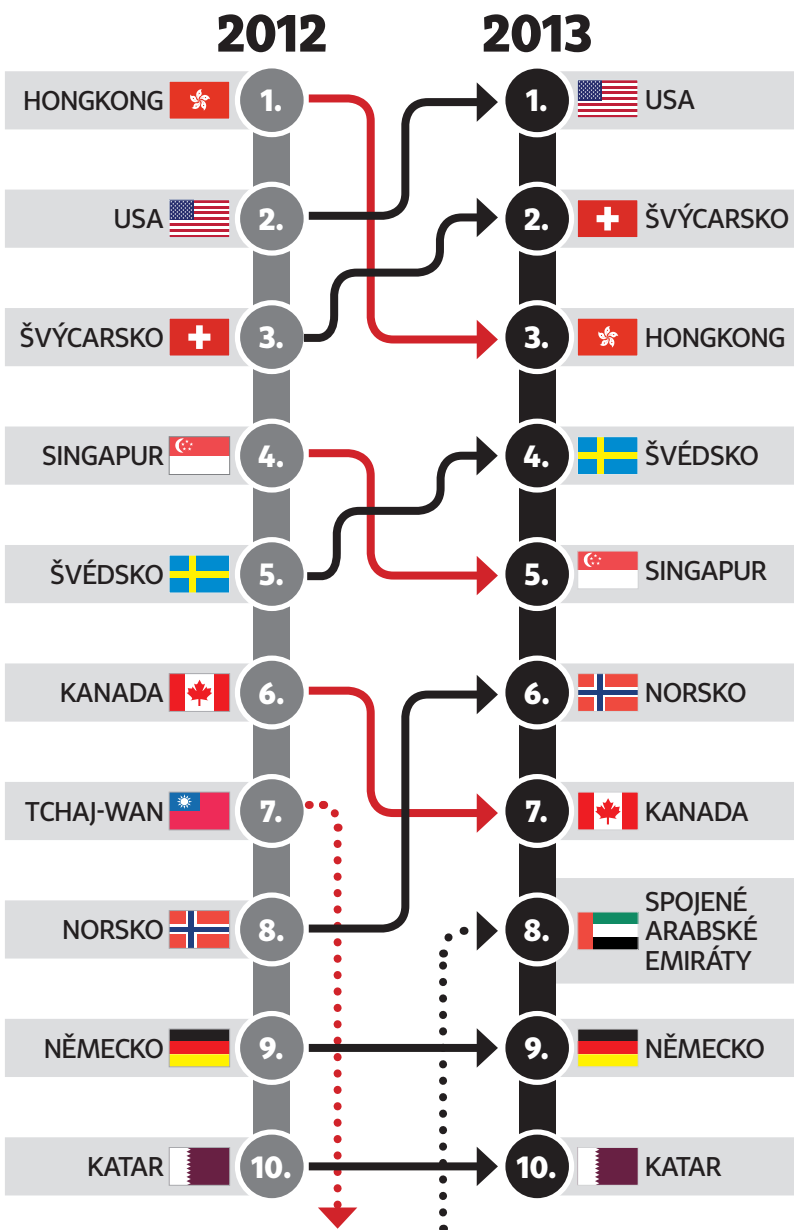 2012 2013
HONGKONG 1. 1. USA
USA 2. 2. ŠVÝCARSKO
ŠVÝCARSKO 3. 3. HONGKONG
SINGAPUR 4. 4. ŠVÉDSKO
ŠVÉDSKO 5. 5. SINGAPUR
KANADA 6. 6. NORSKO
TCHAJ-WAN 7. 7. KANADA
NORSKO 8. 8. SPOJENÉ
ARABSKÉ
EMIRÁTY
NĚMECKO 9. 9. NĚMECKO
KATAR 10. 10. KATAR